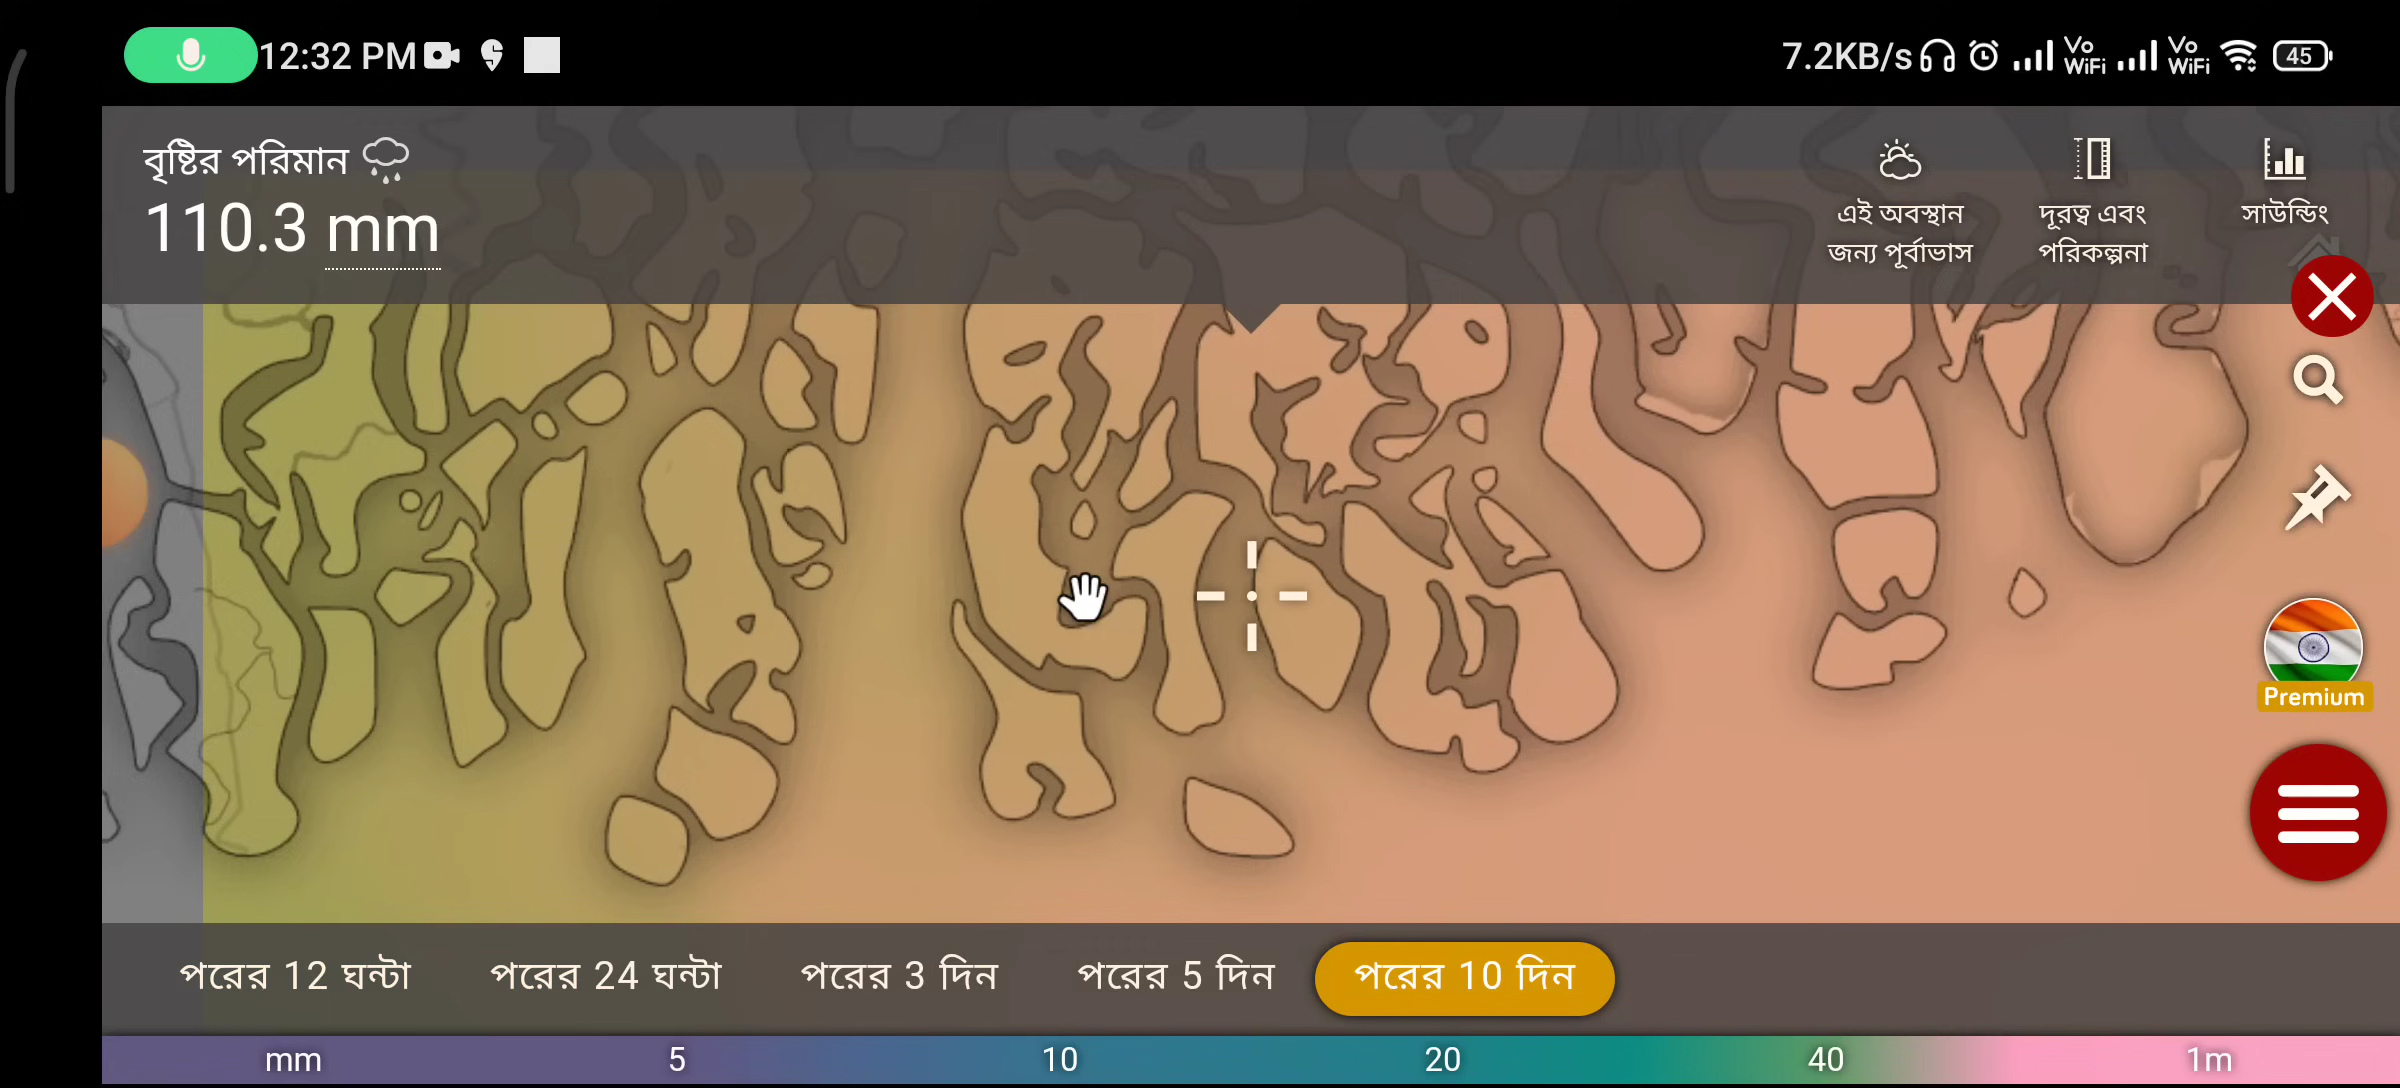 12:32 PM
7.2KB/s Vo WiFi Vo WiFi 45
বৃষ্টির পরিমান
110.3 mm
এই অবস্থান
জন্য পূর্বাভাস
দূরত্ব এবং
পরিকল্পনা
সাউন্ডিং
Premium
পরের 12 ঘন্টা পরের 24 ঘন্টা পরের 3 দিন পরের 5 দিন পরের 10 দিন
mm 5 10 20 40 1m